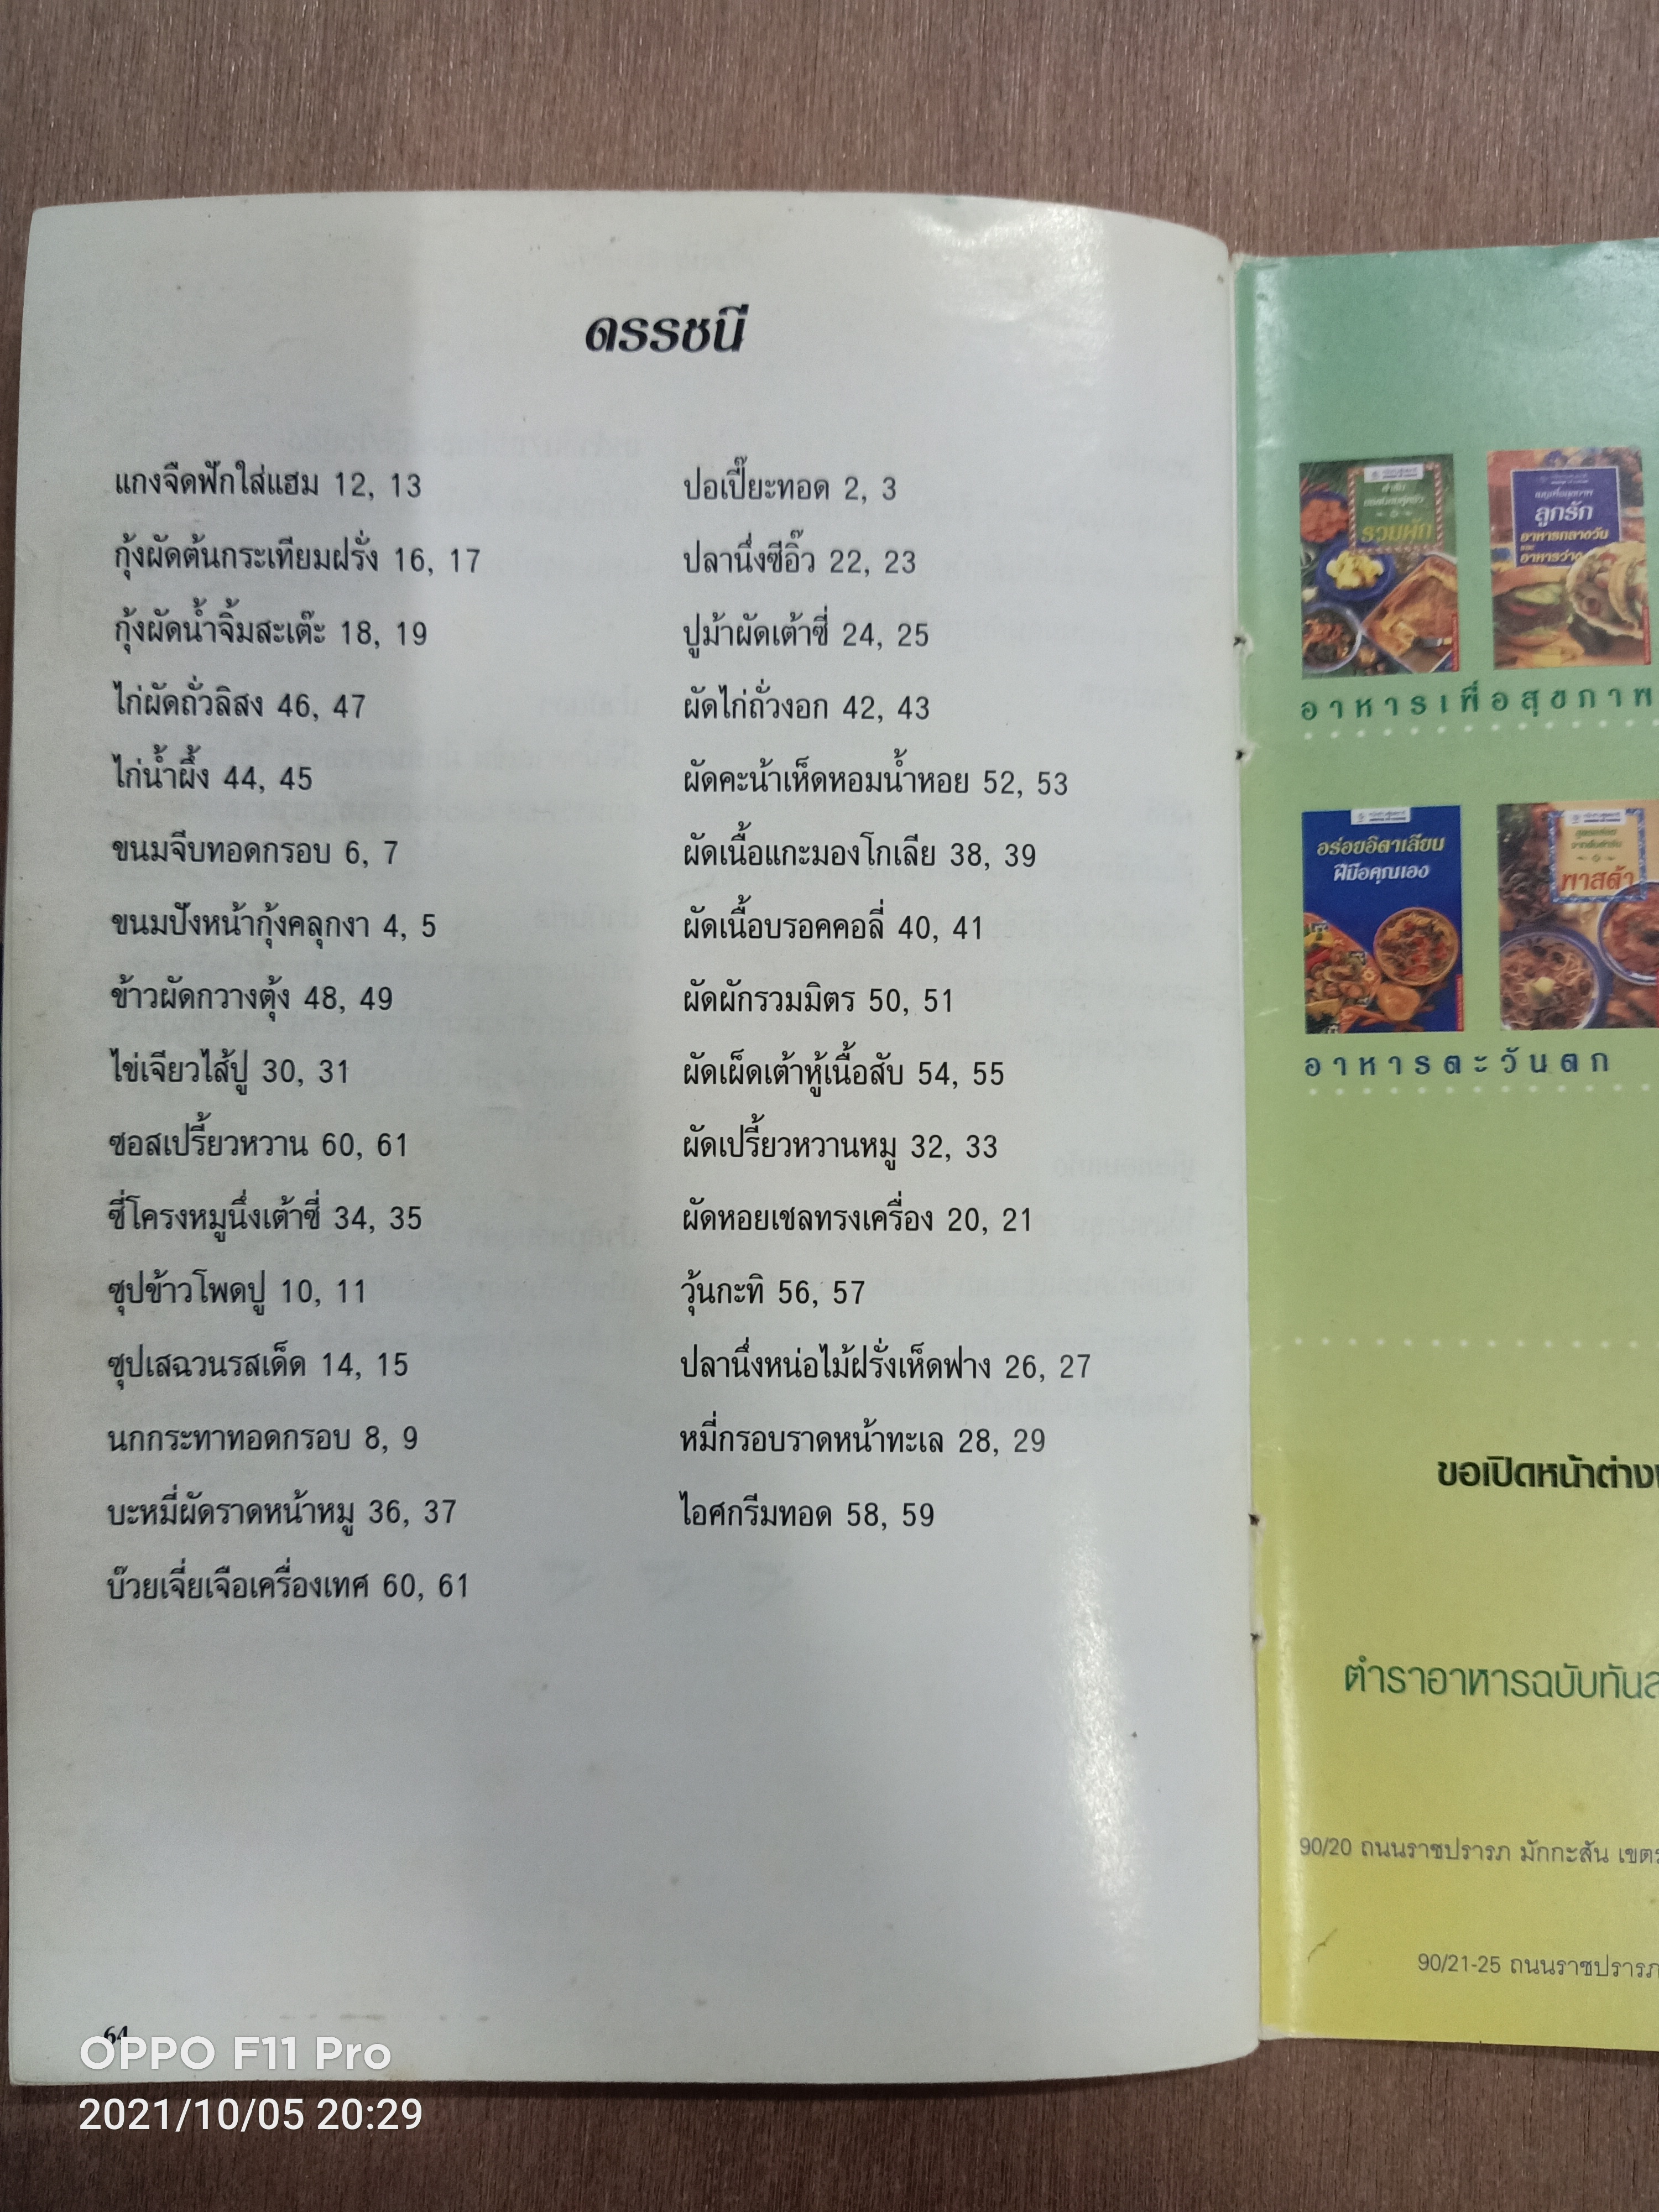 ดรรชนี
แกงจืดฟักใส่แฮม 12, 13
กุ้งผัดต้นกระเทียมฝรั่ง 16, 17
กุ้งผัดน้ำจิ้มสะเต๊ะ 18, 19
ไก่ผัดถั่วลิสง 46, 47
ไก่น้ำผึ้ง 44, 45
ขนมจีบทอดกรอบ 6, 7
ขนมปังหน้ากุ้งคลุกงา 4, 5
ข้าวผัดกวางตุ้ง 48, 49
ไข่เจียวไส้ปู 30, 31
ซอสเปรี้ยวหวาน 60, 61
ซี่โครงหมูนึ่งเต้าซี่ 34, 35
ซุปข้าวโพดปู 10, 11
ซุปเสฉวนรสเด็ด 14, 15
นกกระทาทอดกรอบ 8, 9
บะหมี่ผัดราดหน้าหมู 36, 37
บ๊วยเจี่ยเจือเครื่องเทศ 60, 61
ปอเปี๊ยะทอด 2, 3
ปลานึ่งซีอิ๊ว 22, 23
ปูม้าผัดเต้าซี่ 24, 25
ผัดไก่ถั่วงอก 42, 43
ผัดคะน้าเห็ดหอมน้ำหอย 52, 53
ผัดเนื้อแกะมองโกเลีย 38, 39
ผัดเนื้อบรอคคอลี่ 40, 41
ผัดผักรวมมิตร 50, 51
ผัดเผ็ดเต้าหู้เนื้อสับ 54, 55
ผัดเปรี้ยวหวานหมู 32, 33
ผัดหอยเชลทรงเครื่อง 20, 21
วุ้นกะทิ 56, 57
ปลานึ่งหน่อไม้ฝรั่งเห็ดฟาง 26, 27
หมี่กรอบราดหน้าทะเล 28, 29
ไอศกรีมทอด 58, 59
64
รวมผัก
ลูกรัก
อาหารกลางวัน
และ
อาหารว่าง
อาหารเพื่อสุขภาพ
อร่อยอิตาเลียน
ฝีมือคุณเอง
พาสต้า
อาหารตะวันตก
ขอเปิดหน้าต่าง
ตำราอาหารฉบับทัน
90/20 ถนนราชปรารภ มักกะสัน เขต
90/21-25 ถนนราชปรารภ
OPPO F11 Pro
2021/10/05 20:29